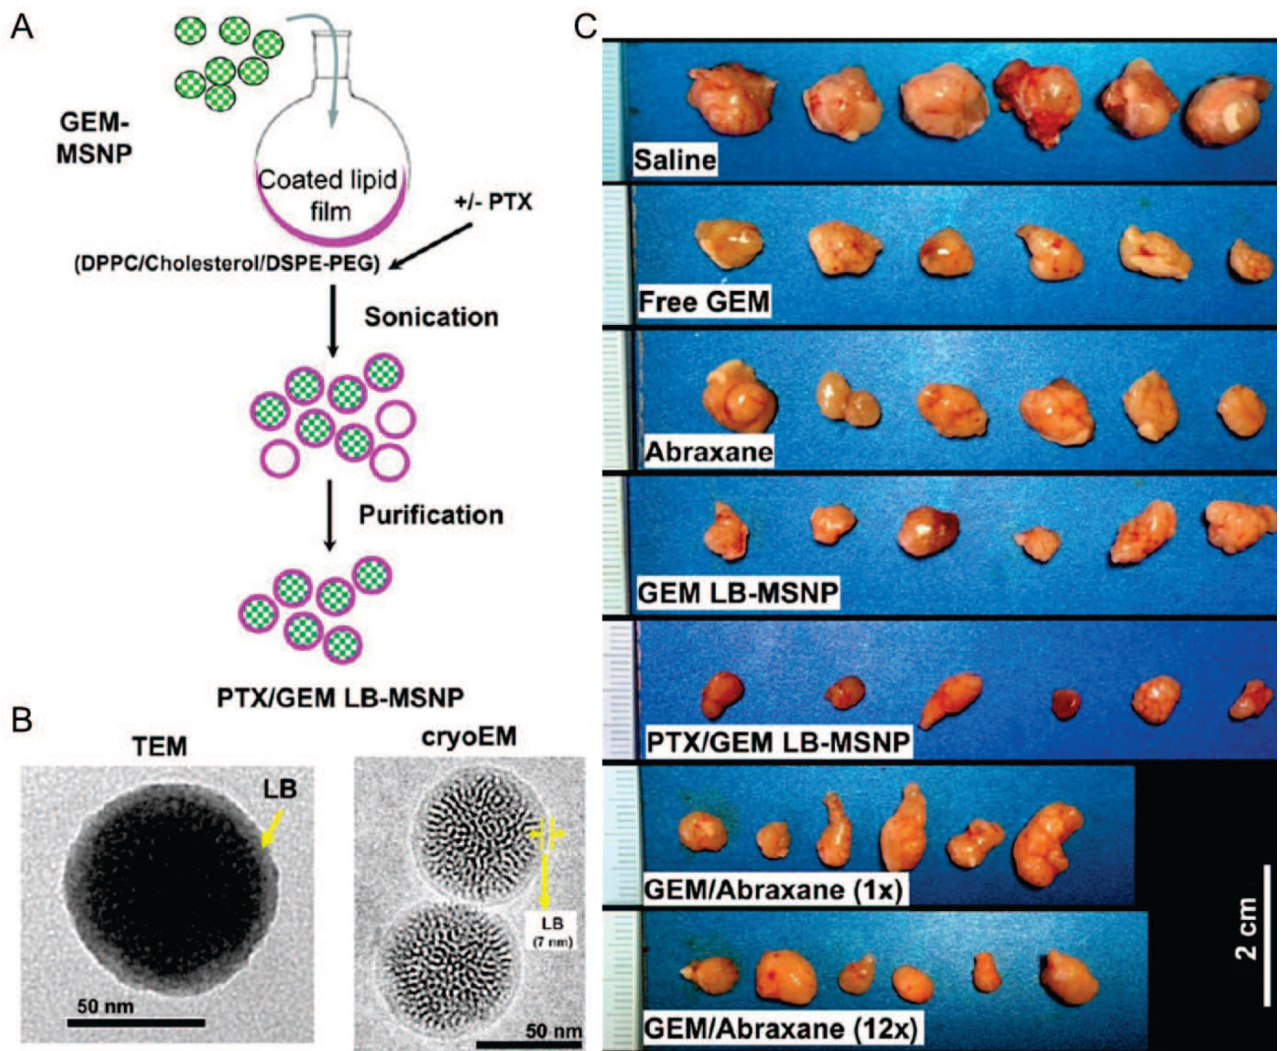 A
GEM-
MSNP
Coated lipid
film
+/- PTX
(DPPC/Cholesterol/DSPE-PEG)
Sonication
Purification
PTX/GEM LB-MSNP
B
TEM
LB
50 nm
cryoEM
LB
(7 nm)
50 nm
C
Saline
Free GEM
Abraxane
GEM LB-MSNP
PTX/GEM LB-MSNP
GEM/Abraxane (1x)
GEM/Abraxane (12x)
2 cm